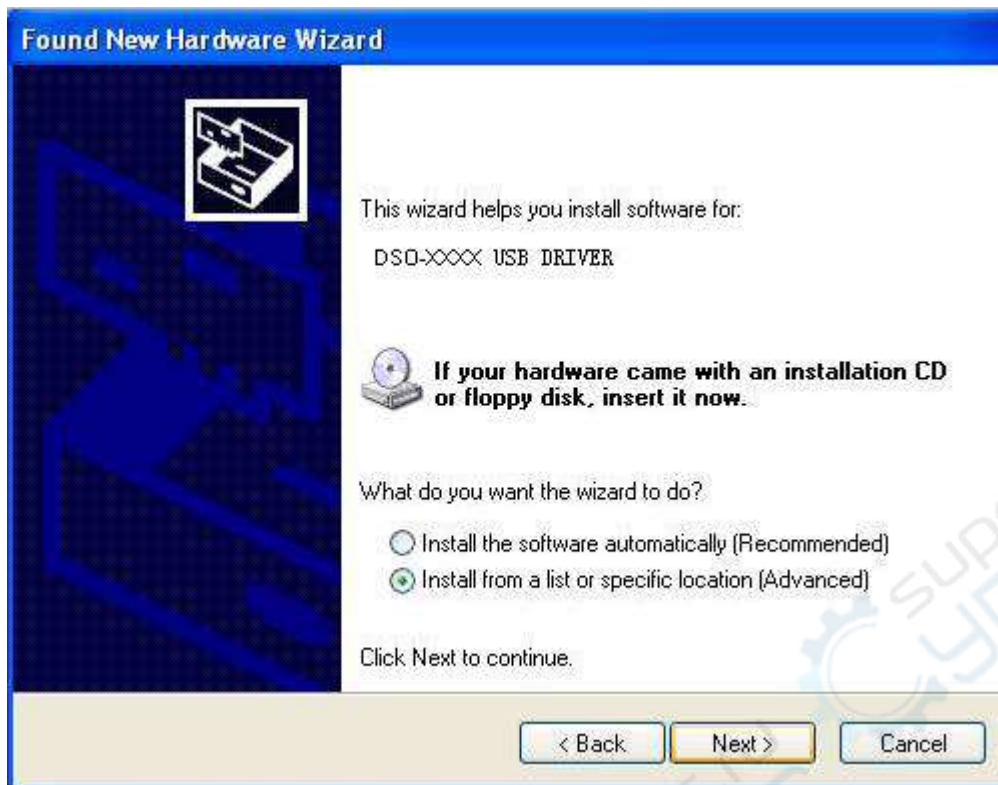 Found New Hardware Wizard
This wizard helps you install software for:
DSO-XXXX USB DRIVER
If your hardware came with an installation CD
or floppy disk, insert it now.
What do you want the wizard to do?
Install the software automatically (Recommended)
Install from a list or specific location (Advanced)
Click Next to continue.
< Back
Next >
Cancel